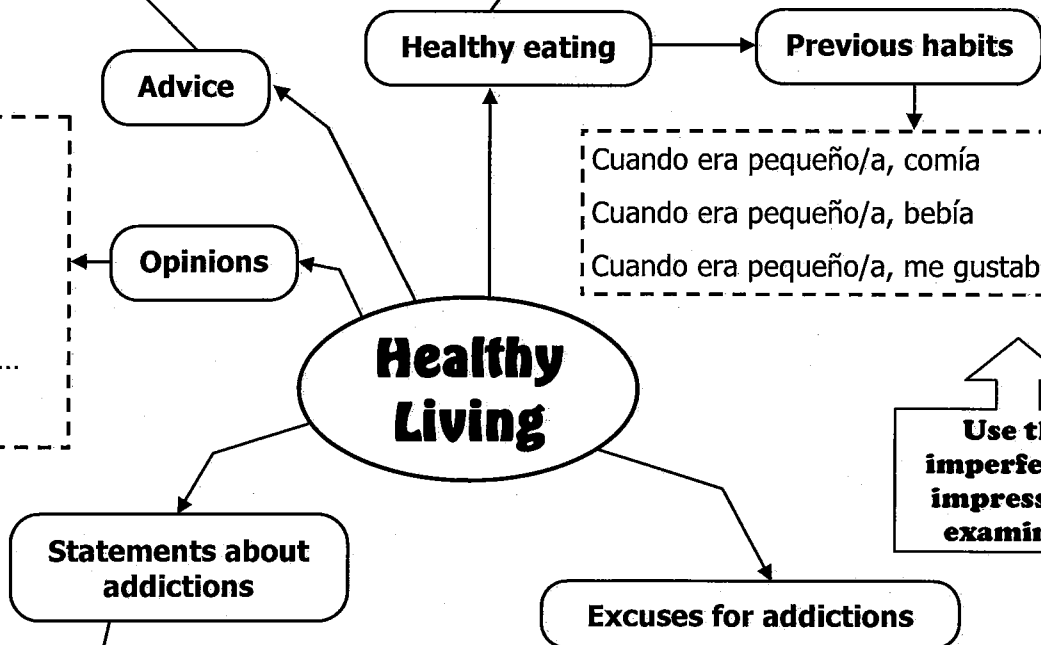 Healthy eating
Previous habits
Advice
Cuando era pequeño/a, comía
Cuando era pequeño/a, bebía
Cuando era pequeño/a, me gustab
Opinions
...
Healthy
Living
Use
imperfe
impress
examin
Statements about
addictions
Excuses for addictions